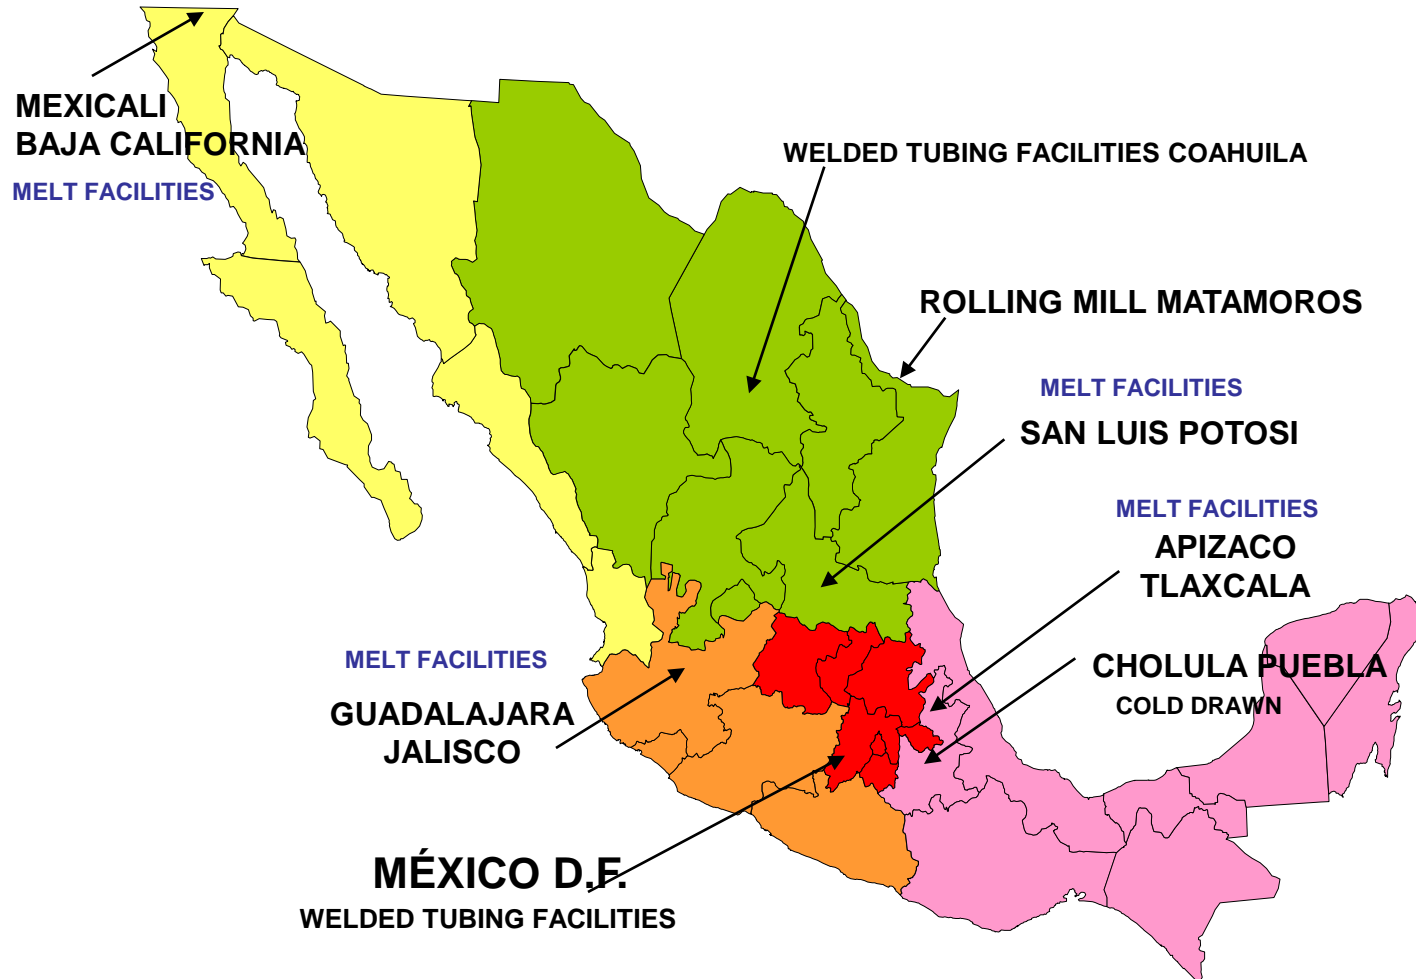 MEXICALI
BAJA CALIFORNIA
MELT FACILITIES
WELDED TUBING FACILITIES COAHUILA
ROLLING MILL MATAMOROS
MELT FACILITIES
SAN LUIS POTOSI
MELT FACILITIES
APIZACO
TLAXCALA
CHOLULA PUEBLA
COLD DRAWN
MELT FACILITIES
GUADALAJARA
JALISCO
MÉXICO D.F.
WELDED TUBING FACILITIES